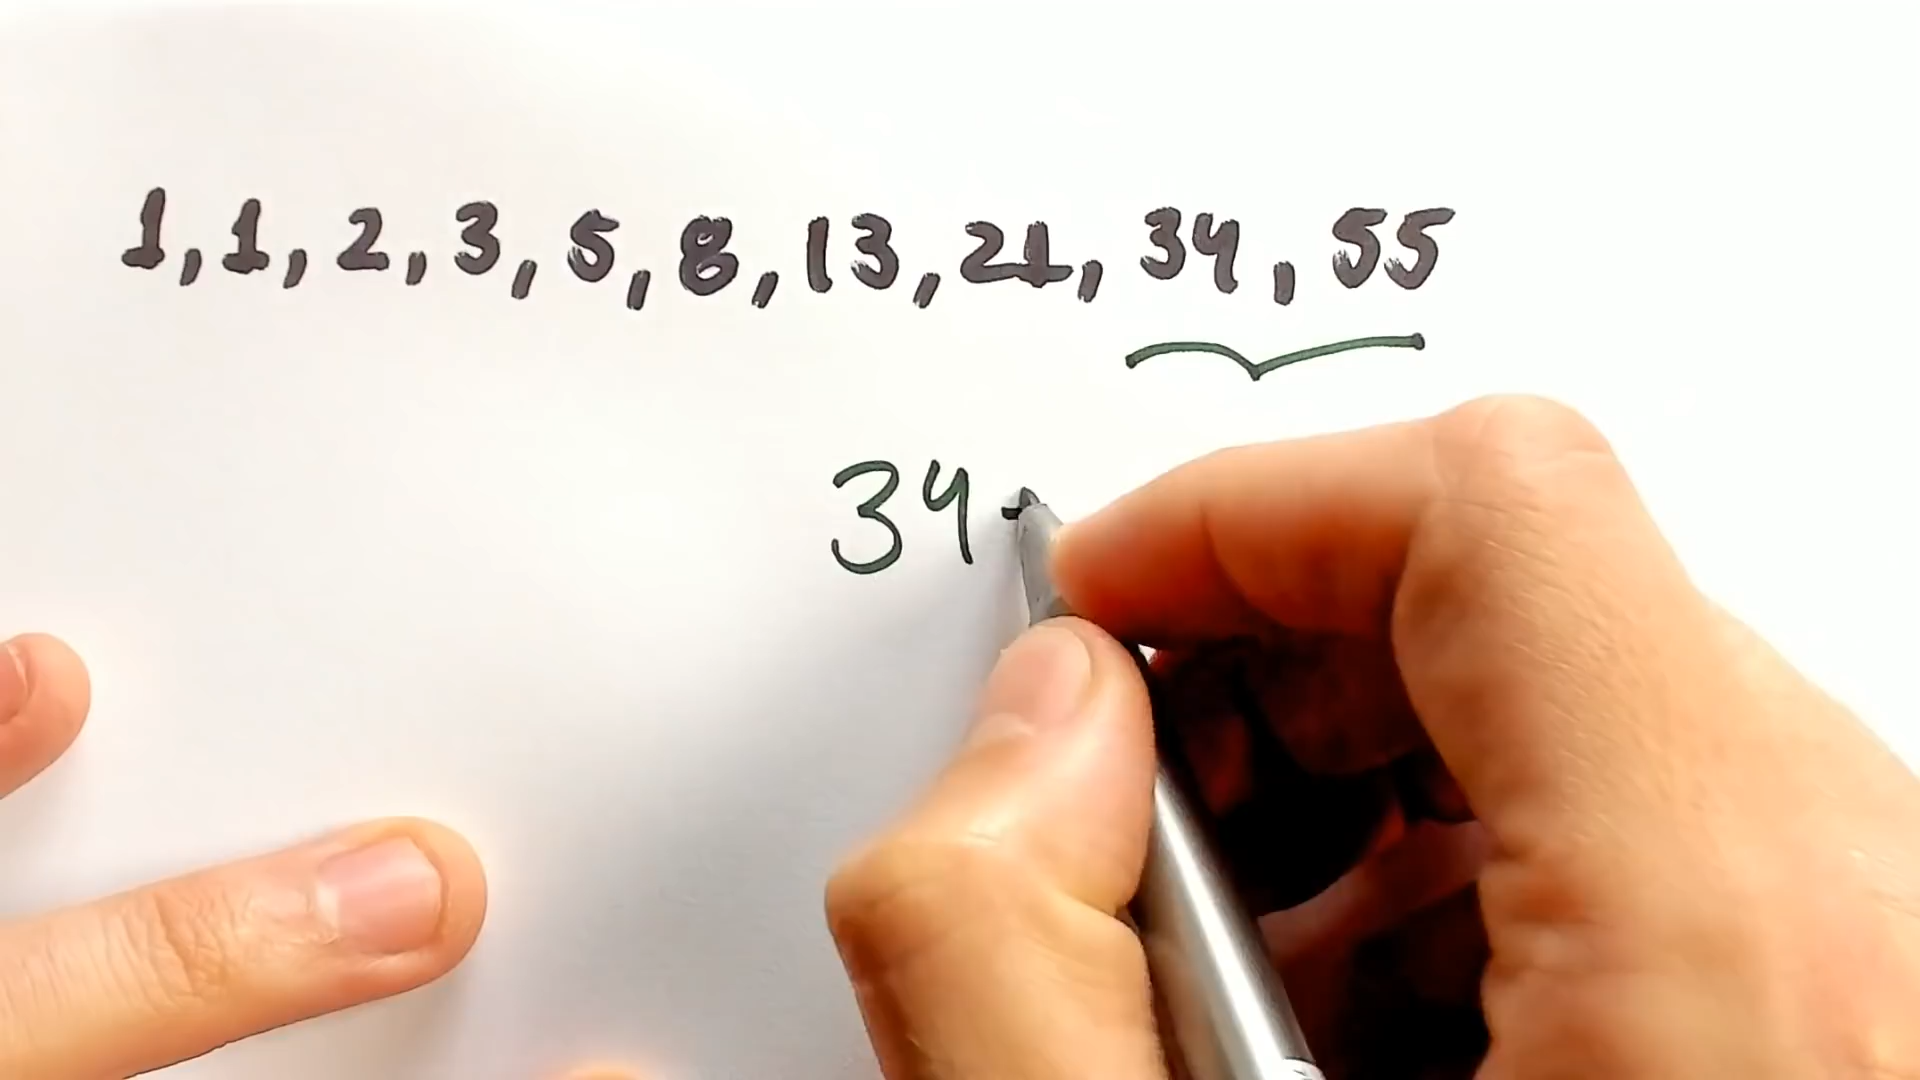 1, 1, 2, 3, 5, 8, 13, 21, 34, 55
34